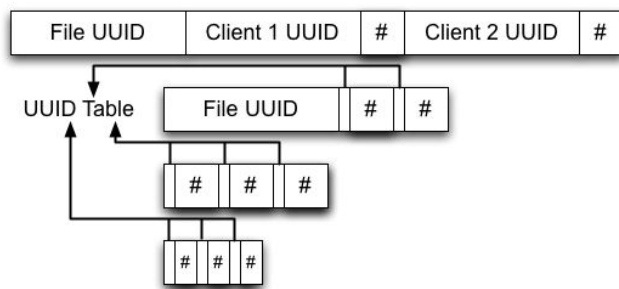 File UUID Client 1 UUID # Client 2 UUID #
UUID Table File UUID # #
# # #
# # #